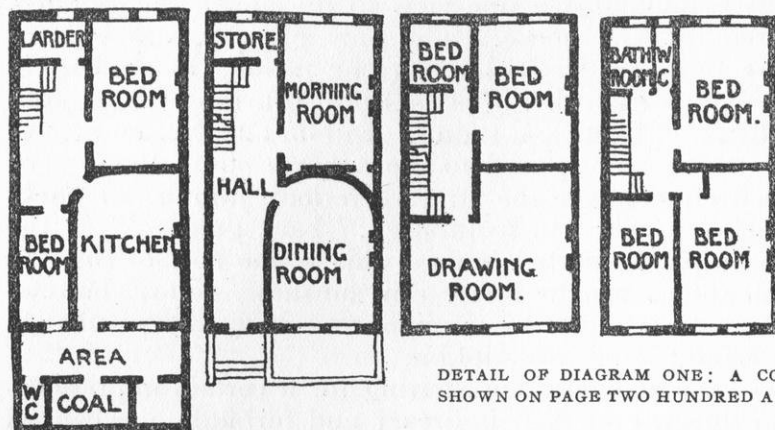 LARDER
BED
ROOM
BED
ROOM
KITCHEN
AREA
WC
COAL
STORE
MORNING
ROOM
HALL
DINING
ROOM
BED
ROOM
BED
ROOM
DRAWING
ROOM.
BATH
ROOM
WC
BED
ROOM.
BED
ROOM
BED
ROOM
DETAIL OF DIAGRAM ONE: A CO
SHOWN ON PAGE TWO HUNDRED A